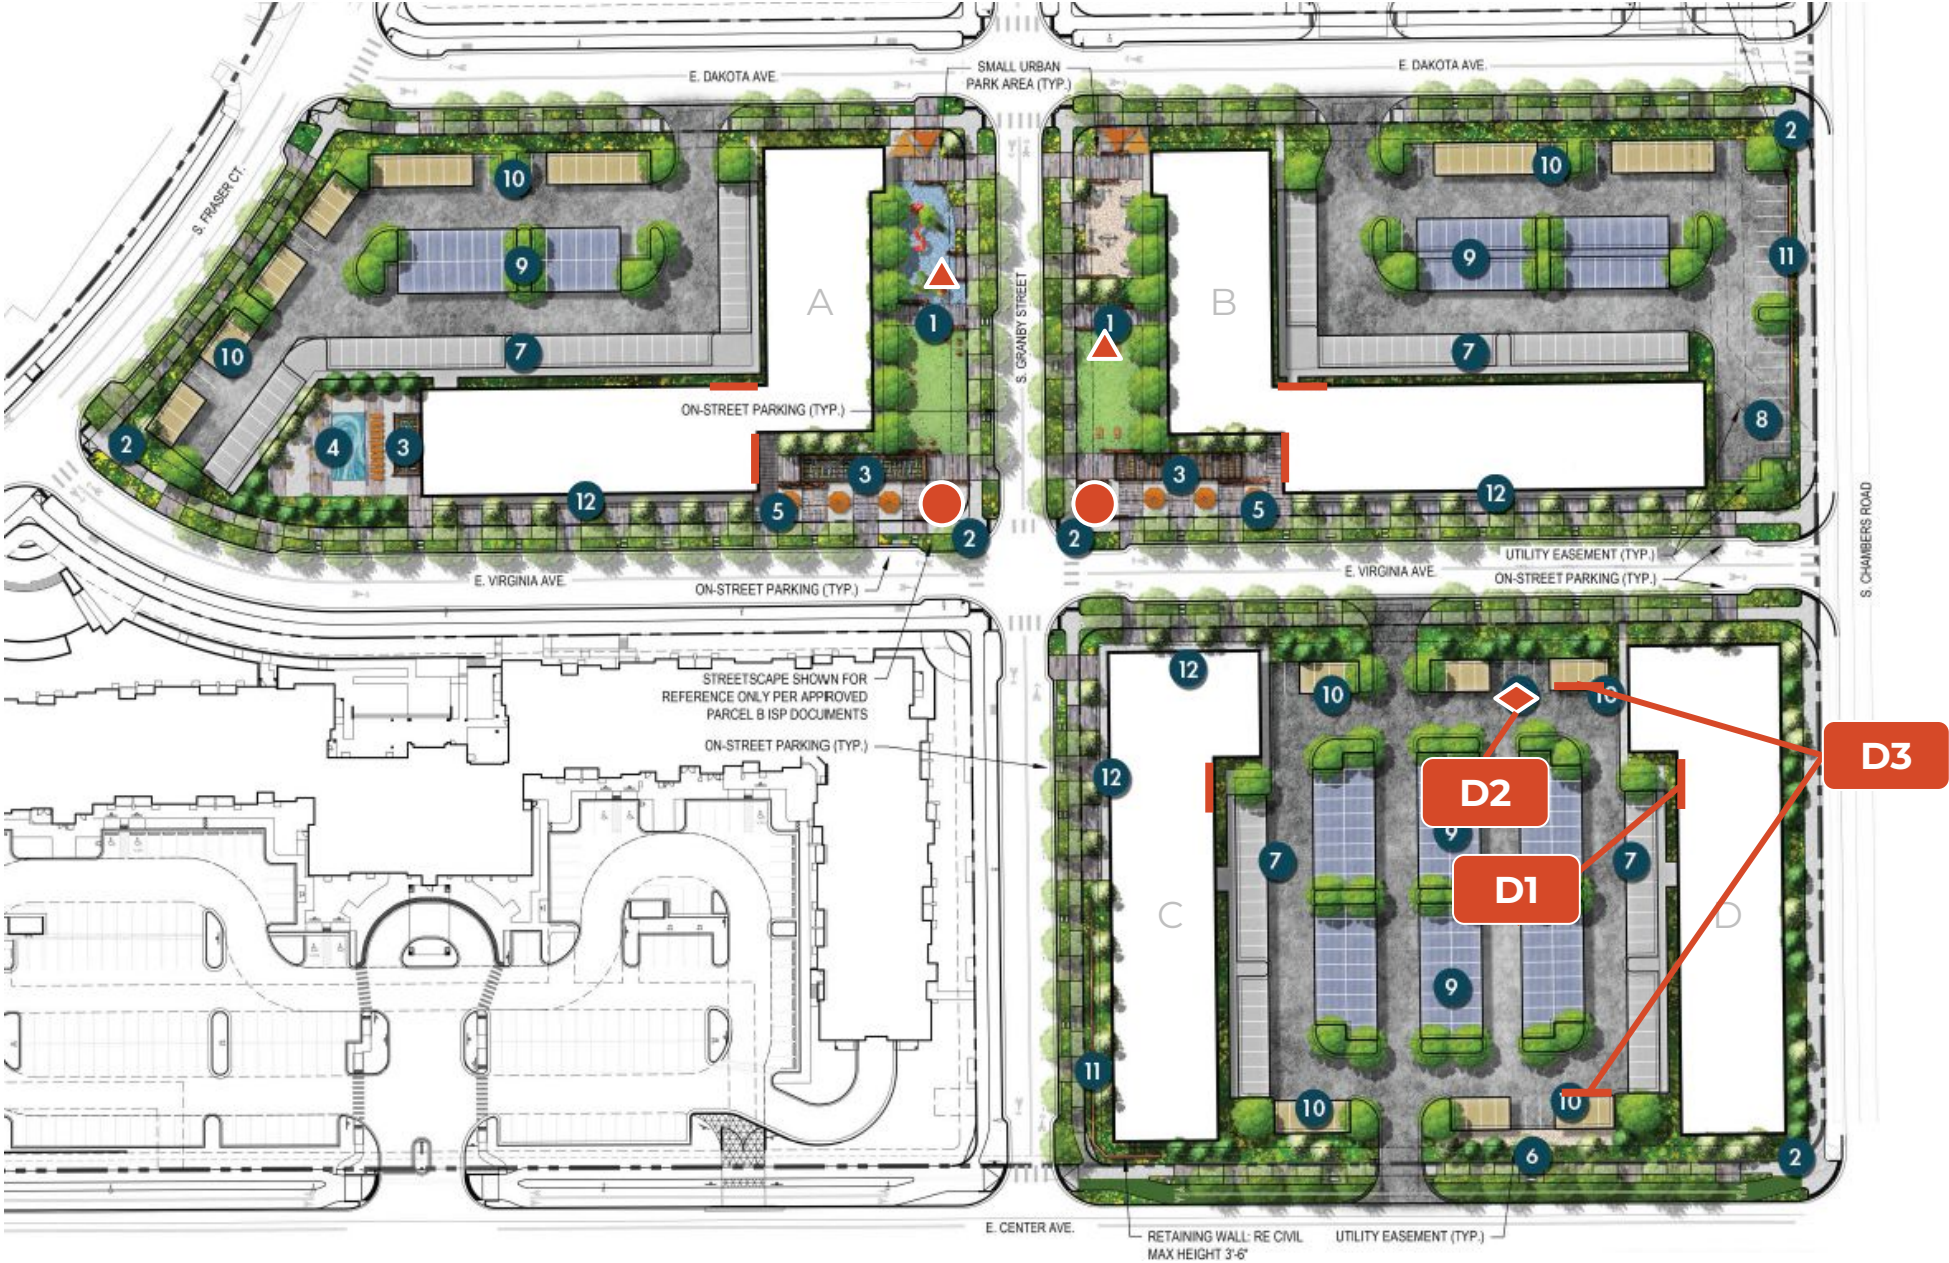 E. DAKOTA AVE.
SMALL URBAN
PARK AREA (TYP.)
E. DAKOTA AVE.
2
10
10
S. FRASER CT.
9
9
11
A
B
1
1
S. GRANBY STREET
10
7
7
ON-STREET PARKING (TYP.)
8
2
4
3
3
3
12
12
5
5
2
2
S. CHAMBERS ROAD
UTILITY EASEMENT (TYP.)
E. VIRGINIA AVE.
E. VIRGINIA AVE.
ON-STREET PARKING (TYP.)
ON-STREET PARKING (TYP.)
STREETSCAPE SHOWN FOR
REFERENCE ONLY PER APPROVED
PARCEL B ISP DOCUMENTS
ON-STREET PARKING (TYP.)
12
10
10
D3
12
D2
9
7
7
D1
C
D
9
11
10
10
6
2
E. CENTER AVE.
RETAINING WALL: RE CIVIL
MAX HEIGHT 3'-6"
UTILITY EASEMENT (TYP.)